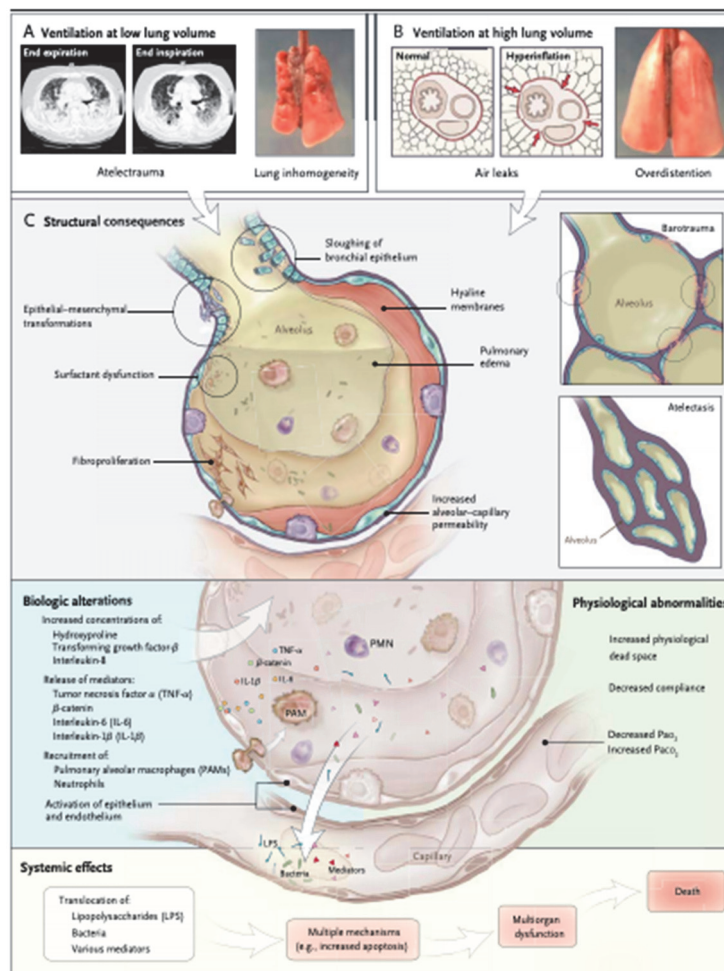 A Ventilation at low lung volume
End expiration
End inspiration
Atelectrauma
Lung inhomogeneity
B Ventilation at high lung volume
Normal
Hyperinflation
Air leaks
Overdistention
C Structural consequences
Sloughing of
bronchial epithelium
Epithelial–mesenchymal
transformations
Hyaline
membranes
Alveolus
Surfactant dysfunction
Pulmonary
edema
Fibroproliferation
Increased
alveolar–capillary
permeability
Barotrauma
Alveolus
Atelectasis
Alveolus
Biologic alterations
Increased concentrations of:
Hydroxyproline
Transforming growth factor-β
Interleukin-8
Release of mediators:
Tumor necrosis factor α (TNF-α)
β-catenin
Interleukin-6 (IL-6)
Interleukin-1β (IL-1β)
Recruitment of:
Pulmonary alveolar macrophages (PAMs)
Neutrophils
Activation of epithelium
and endothelium
TNF-α
β-catenin
IL-1β
IL-6
PMN
PAM
LPS
Bacteria
Mediators
Capillary
Physiological abnormalities
Increased physiological
dead space
Decreased compliance
Decreased Pao₂
Increased Paco₂
Systemic effects
Translocation of:
Lipopolysaccharides (LPS)
Bacteria
Various mediators
Multiple mechanisms
(e.g., increased apoptosis)
Multiorgan
dysfunction
Death